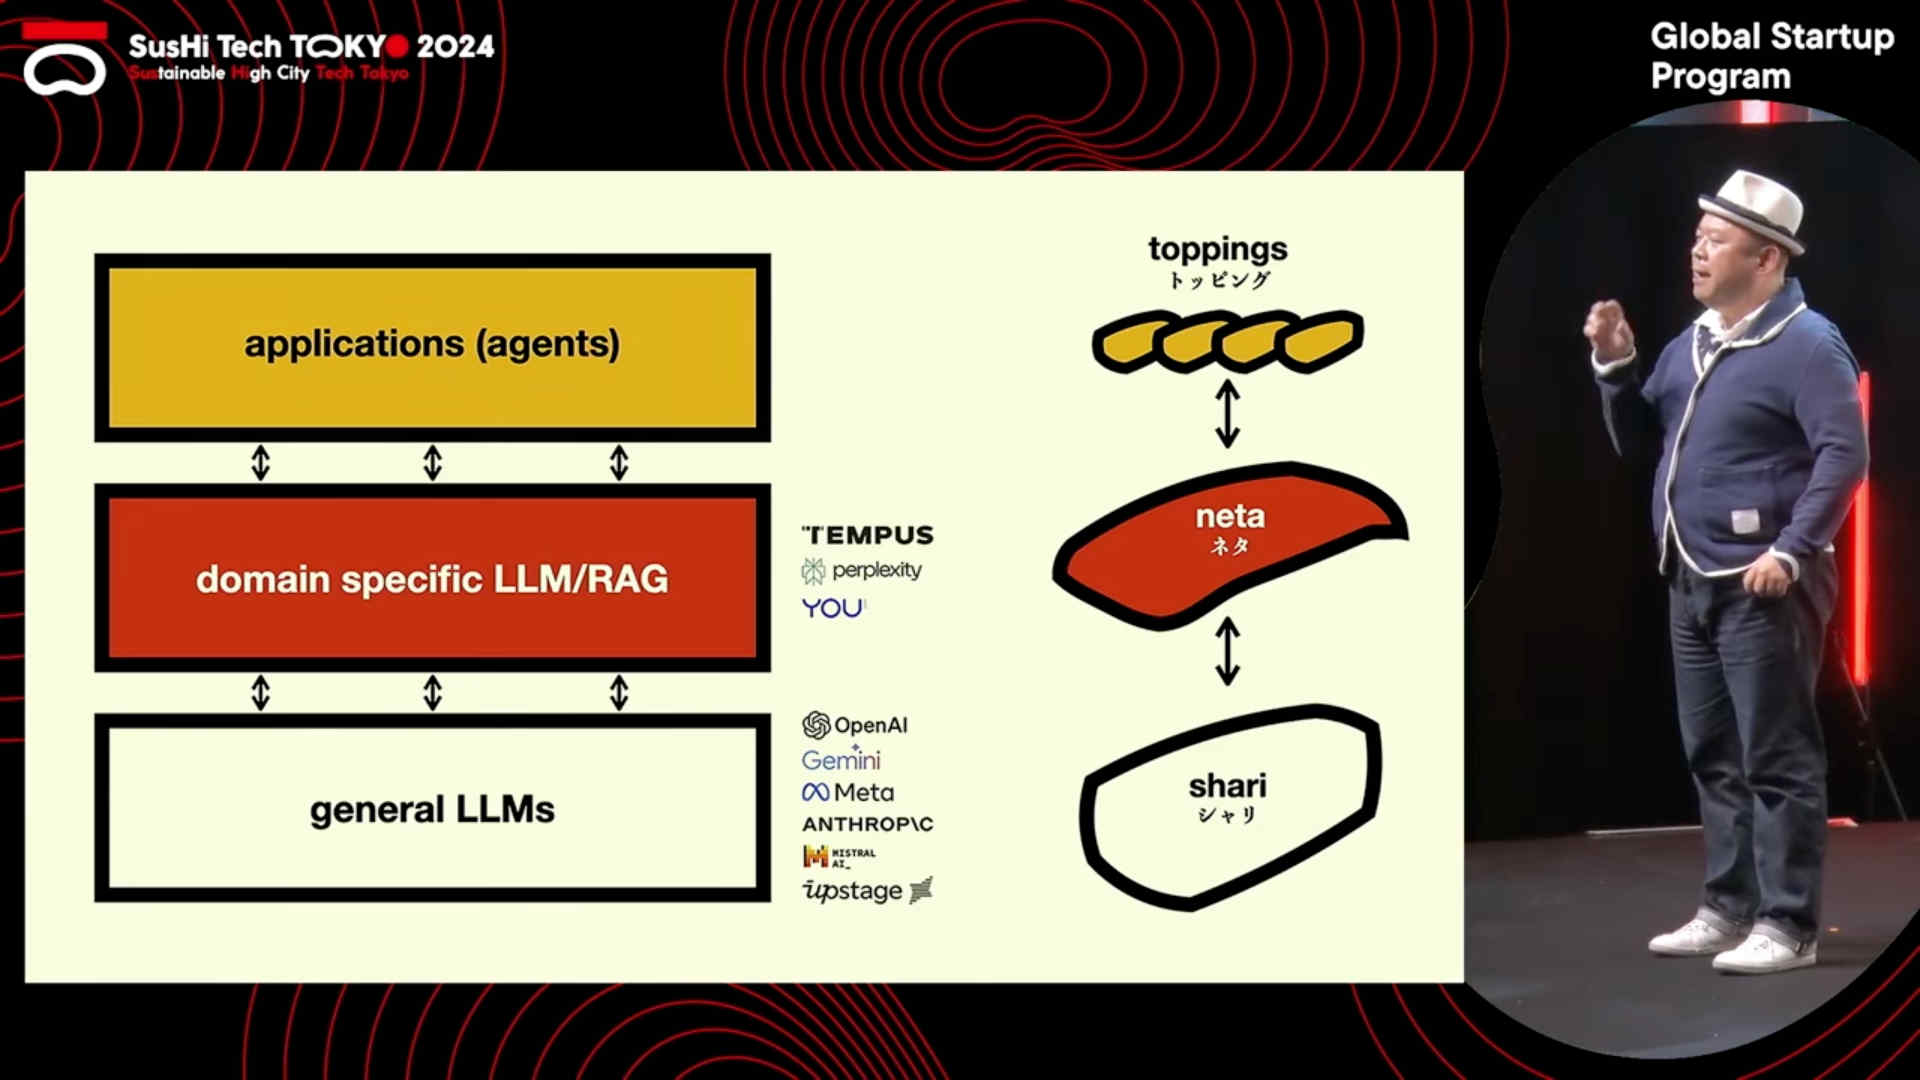 SusHi Tech TOKYO 2024
Sustainable High City Tech Tokyo
Global Startup
Program
applications (agents)
domain specific LLM/RAG
general LLMs
TEMPUS
perplexity
YOU
OpenAI
Gemini
Meta
ANTHROP\C
MISTRAL
AI_
upstage
toppings
トッピング
neta
ネタ
shari
シャリ